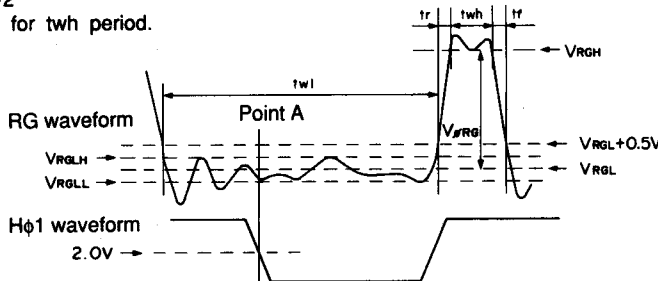 for twh period.
tr twh tf
VRGH
twl
Point A
RG waveform
VφRG
VRGL+0.5V
VRGLH
VRGL
VRGLL
Hφ1 waveform
2.0V